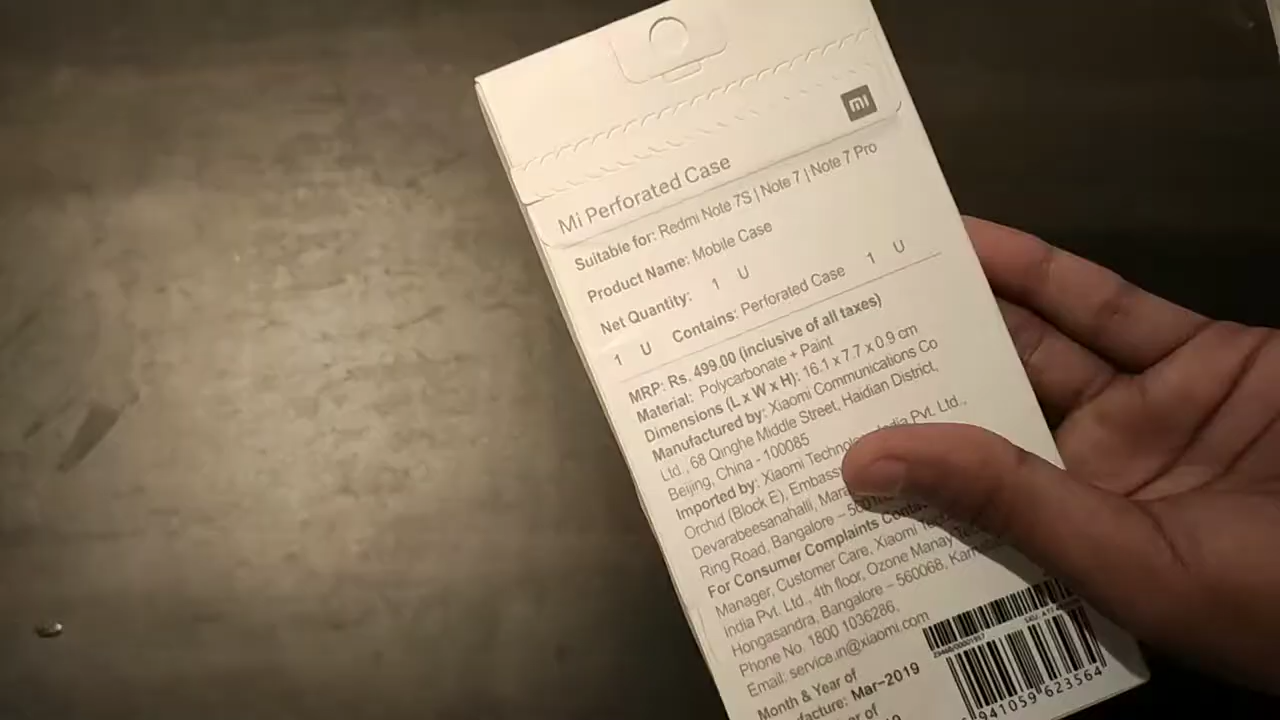 mi
Mi Perforated Case
Suitable for: Redmi Note 7S | Note 7 | Note 7 Pro
Product Name: Mobile Case
Net Quantity: 1 U
1 U Contains: Perforated Case 1 U
MRP: Rs. 499.00 (inclusive of all taxes)
Material: Polycarbonate + Paint
Dimensions (L x W x H): 16.1 x 7.7 x 0.9 cm
Manufactured by: Xiaomi Communications Co
Ltd., 68 Qinghe Middle Street, Haidian District,
Beijing, China - 100085
Imported by: Xiaomi India Pvt. Ltd.,
Orchid (Block E),
Devarabeesanahalli,
Ring Road, Bangalore –
For Consumer Complaints
Manager, Customer Care, Xiaomi
India Pvt. Ltd., 4th floor, Ozone Manay
Hongasandra, Bangalore – 560068,
Phone No. 1800 1036286,
Email: service.in@xiaomi.com
Month & Year of
facture: Mar-2019
of
941059 623564